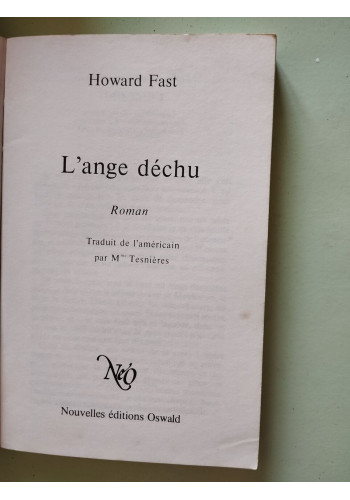 Howard Fast
L'ange déchu
Roman
Traduit de l'américain
par Mme Tesnières
NéO
Nouvelles éditions Oswald